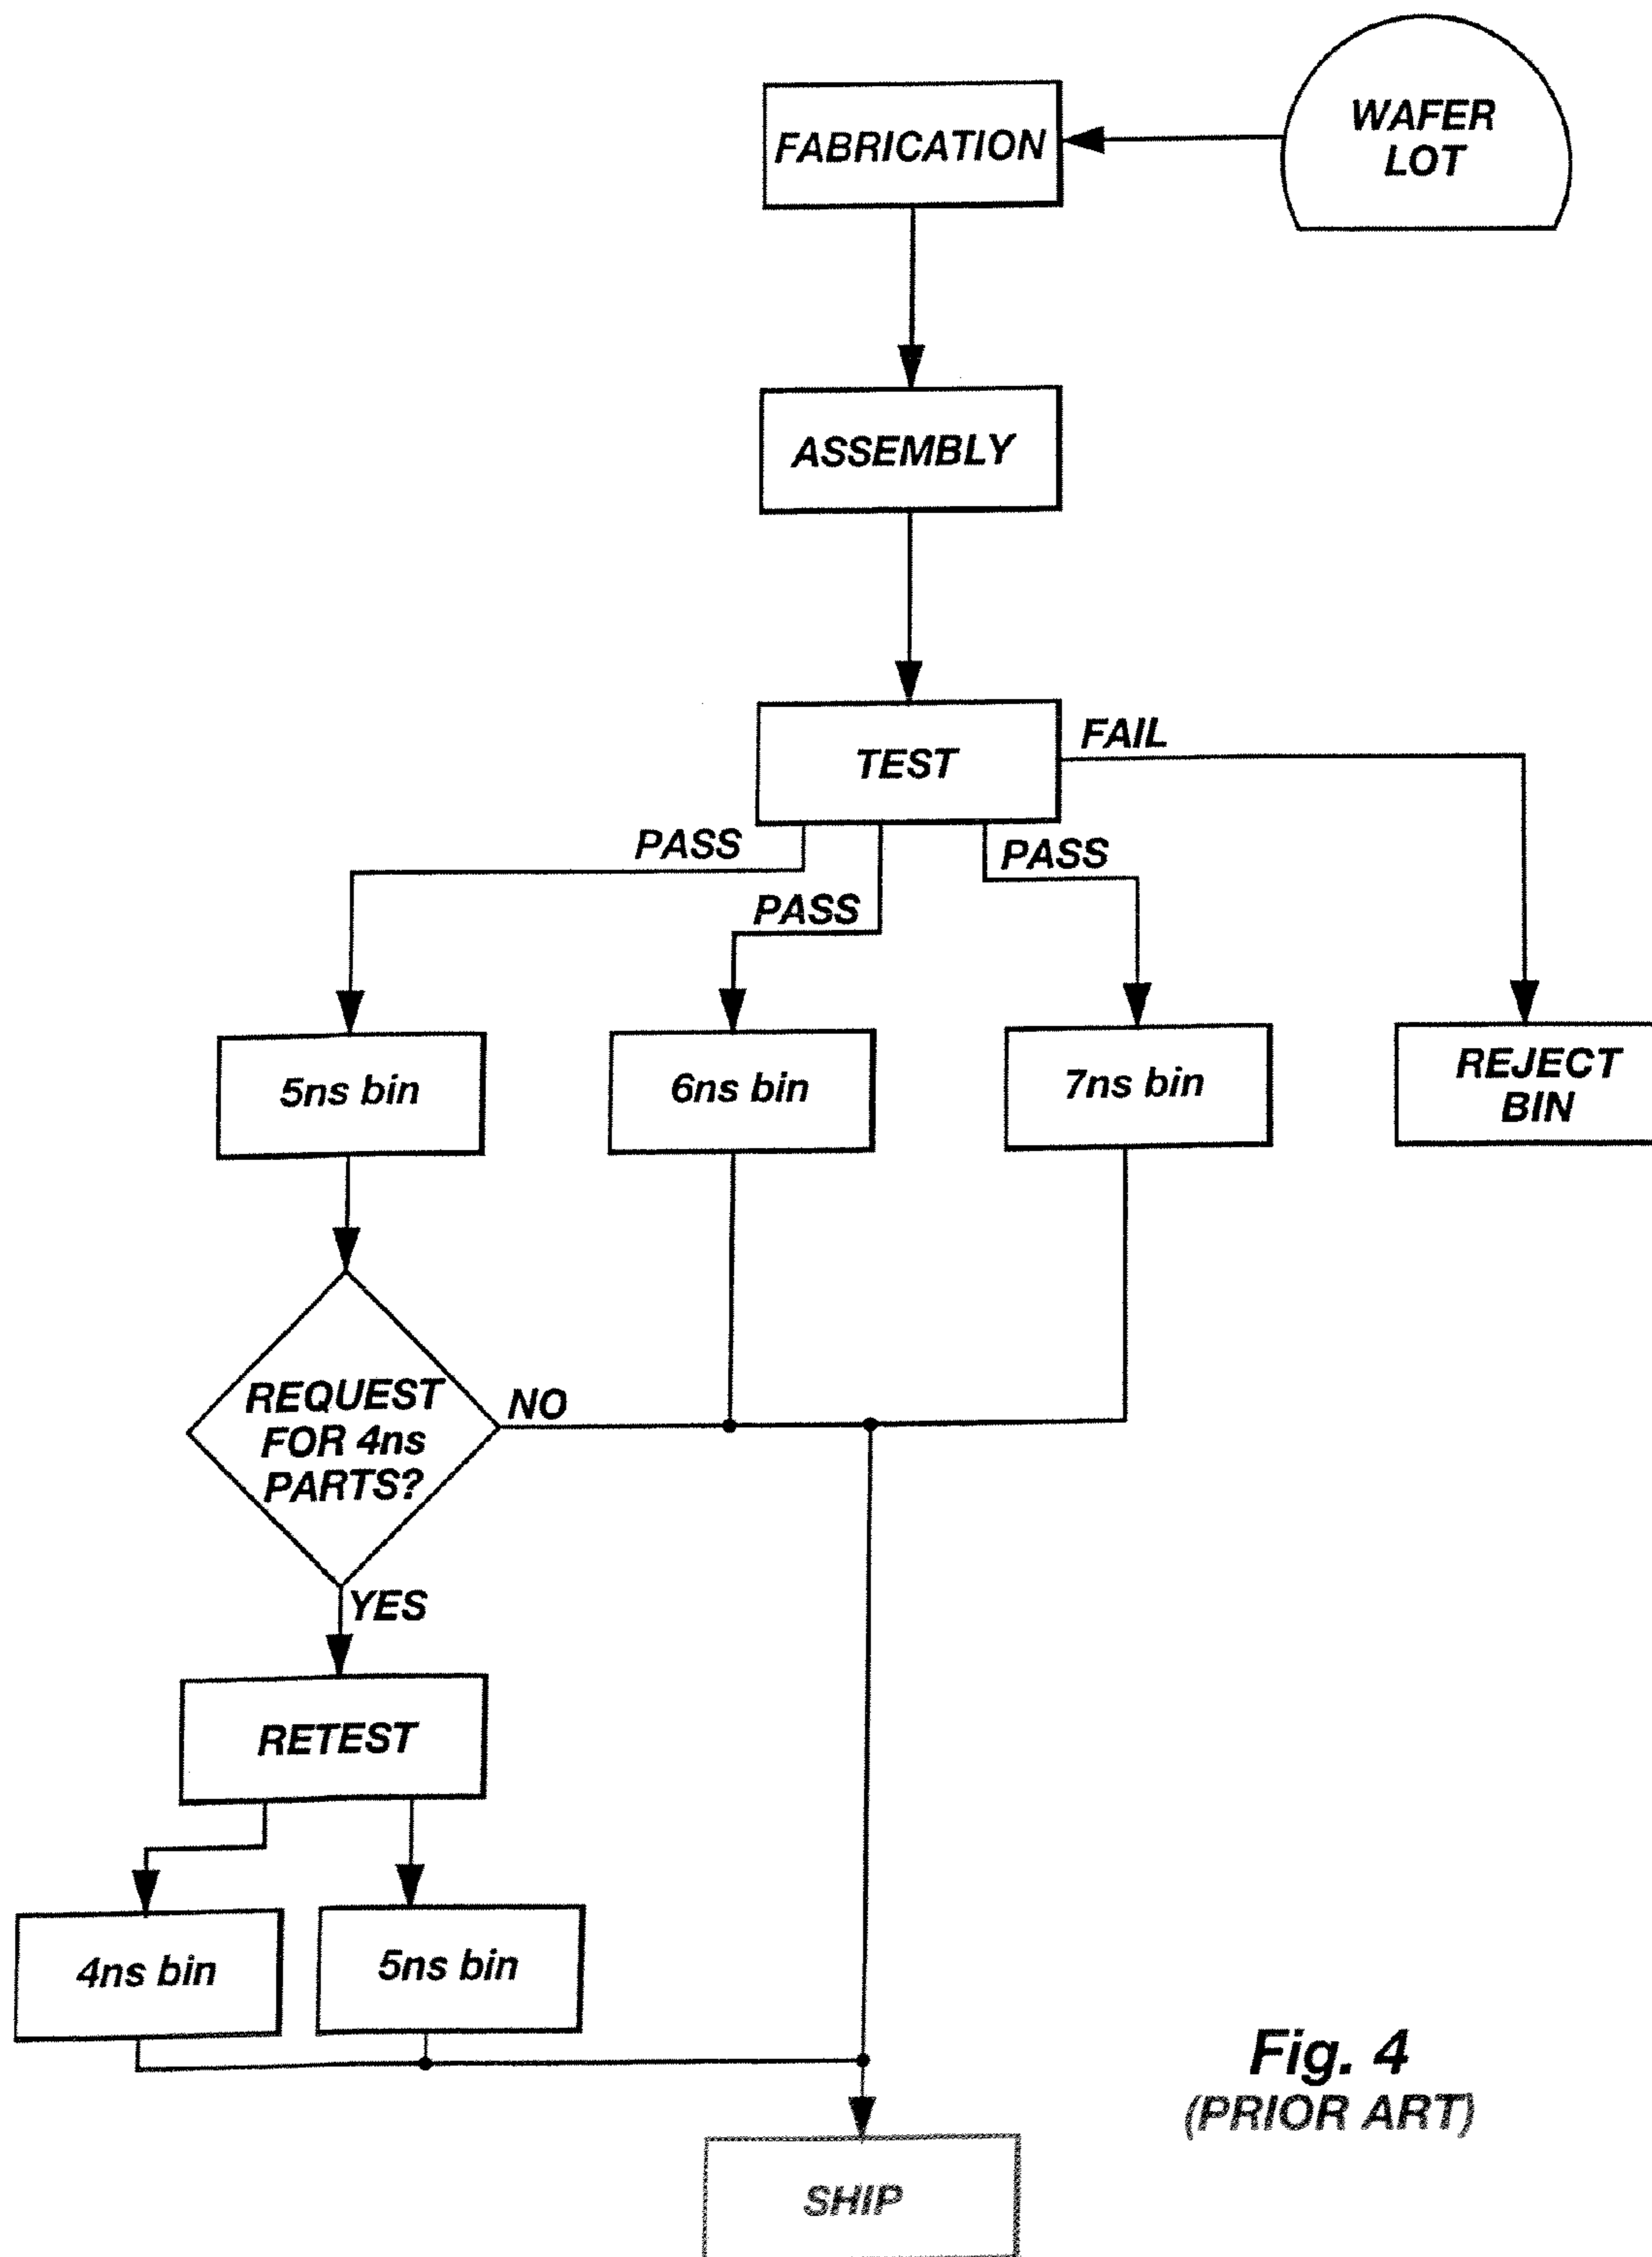 WAFER
LOT
FABRICATION
ASSEMBLY
TEST
FAIL
PASS
PASS
PASS
5ns bin
6ns bin
7ns bin
REJECT
BIN
REQUEST
FOR 4ns
PARTS?
NO
YES
RETEST
4ns bin
5ns bin
Fig. 4
(PRIOR ART)
SHIP